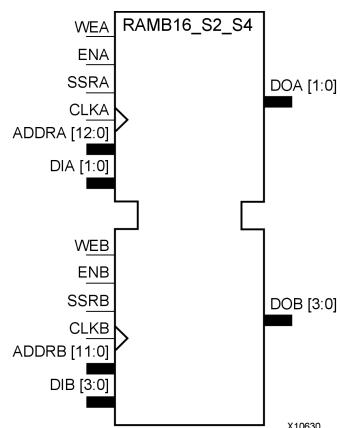 RAMB16_S2_S4
WEA
ENA
SSRA
CLKA
ADDRA [12:0]
DIA [1:0]
DOA [1:0]
WEB
ENB
SSRB
CLKB
ADDRB [11:0]
DIB [3:0]
DOB [3:0]
X10630